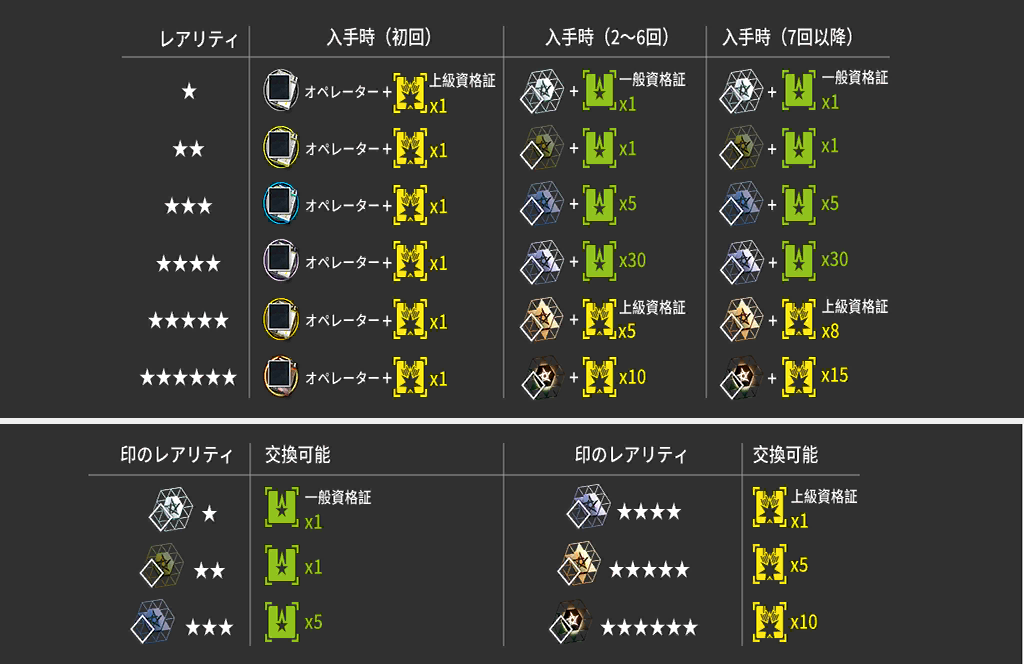 レアリティ 入手時（初回） 入手時（2〜6回） 入手時（7回以降）
★ オペレーター + 上級資格証 x1 + 一般資格証 x1 + 一般資格証 x1
★★ オペレーター + x1 + x1 + x1
★★★ オペレーター + x1 + x5 + x5
★★★★ オペレーター + x1 + x30 + x30
★★★★★ オペレーター + x1 + 上級資格証 x5 + 上級資格証 x8
★★★★★★ オペレーター + x1 + x10 + x15
印のレアリティ 交換可能 印のレアリティ 交換可能
★ 一般資格証 x1 ★★★★ 上級資格証 x1
★★ x1 ★★★★★ x5
★★★ x5 ★★★★★★ x10